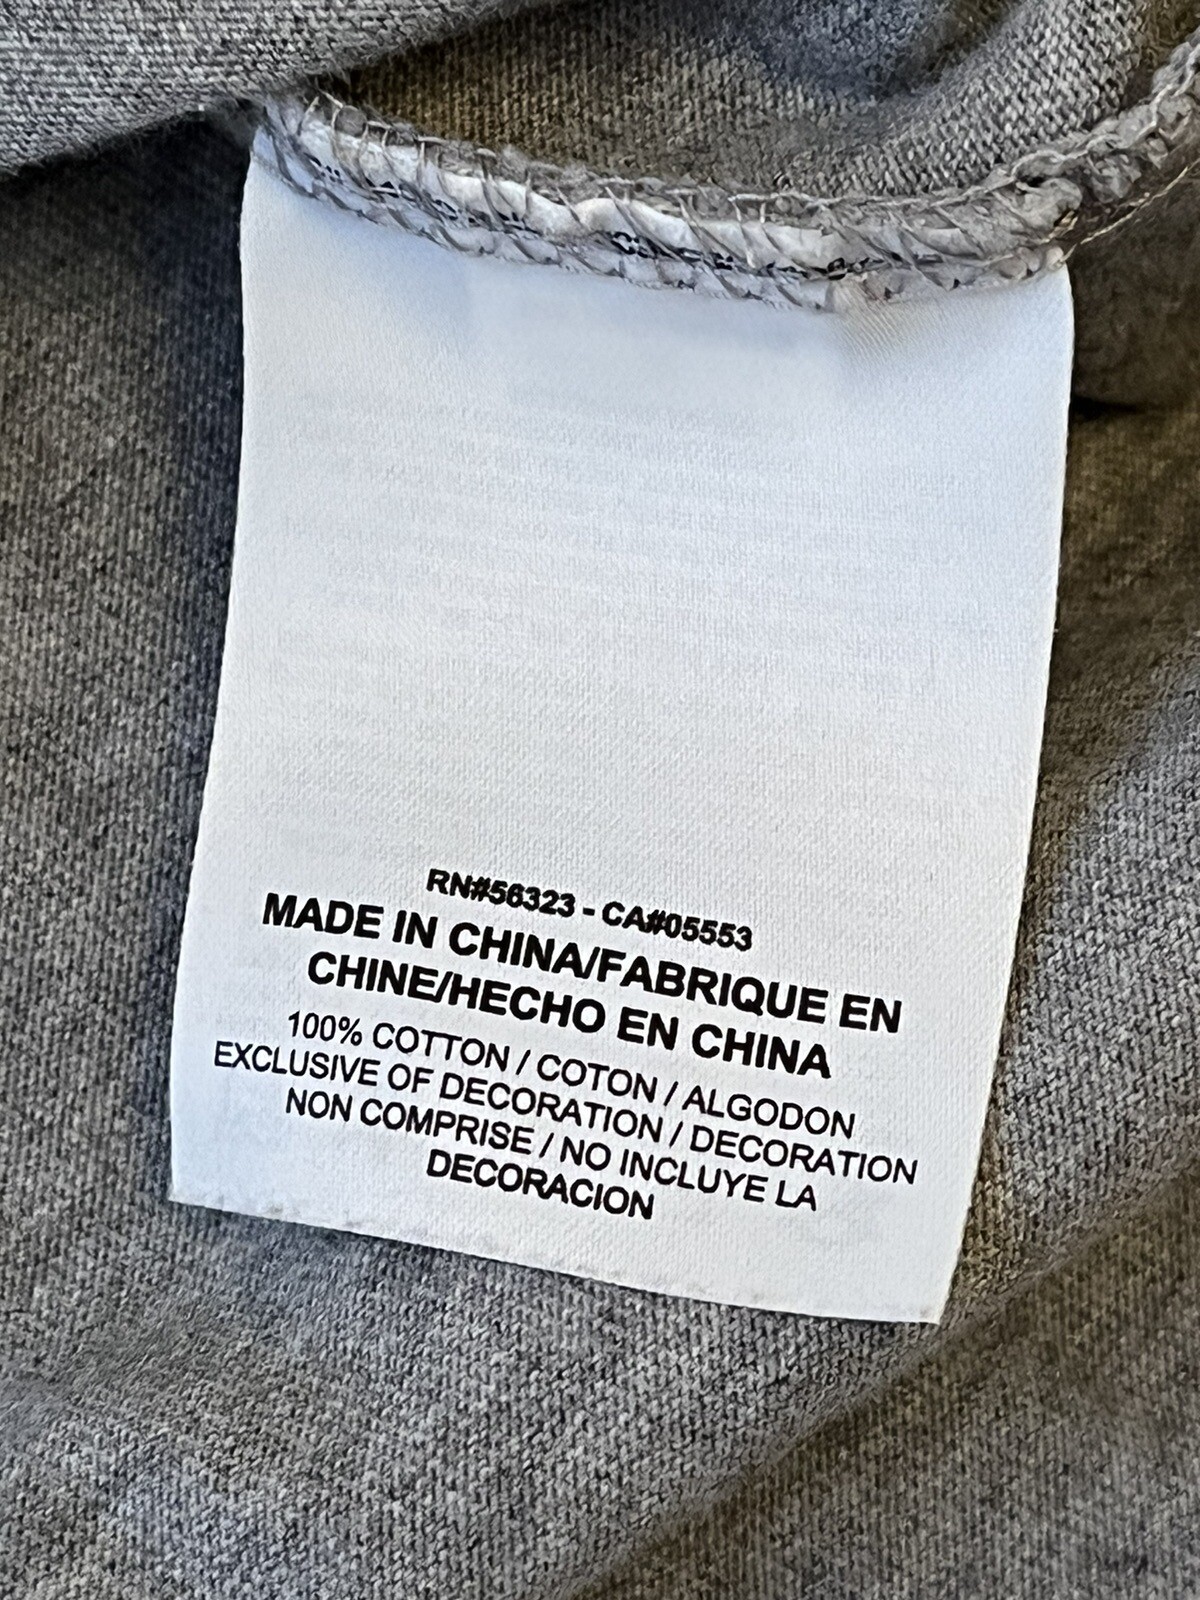 RN#56323 - CA#05553
MADE IN CHINA/FABRIQUE EN
CHINE/HECHO EN CHINA
100% COTTON / COTON / ALGODON
EXCLUSIVE OF DECORATION / DECORATION
NON COMPRISE / NO INCLUYE LA
DECORACION